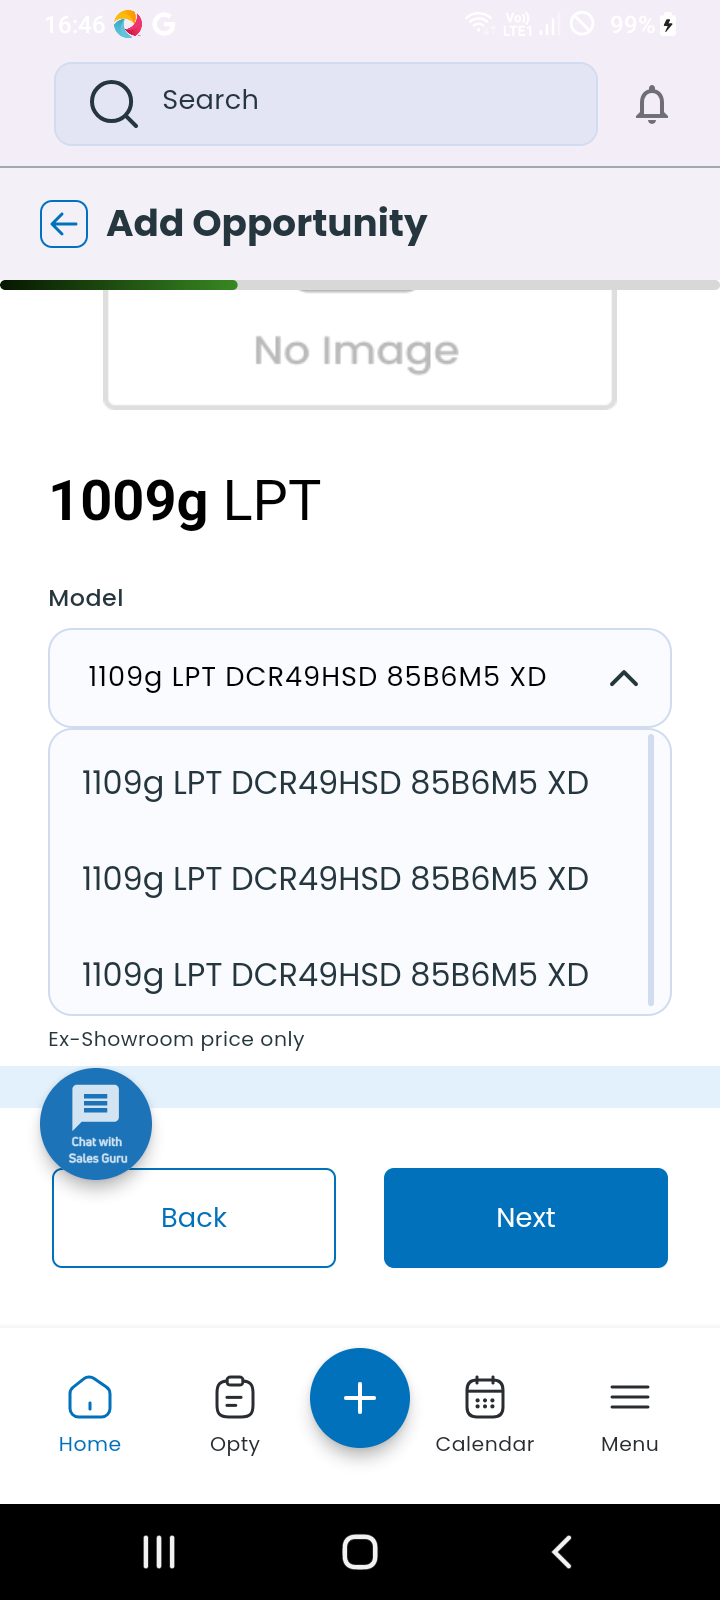 16:46
Vo))
LTE1
99%
Search
Add Opportunity
No Image
1009g LPT
Model
1109g LPT DCR49HSD 85B6M5 XD
1109g LPT DCR49HSD 85B6M5 XD
1109g LPT DCR49HSD 85B6M5 XD
1109g LPT DCR49HSD 85B6M5 XD
Ex-Showroom price only
Chat with
Sales Guru
Back
Next
Home
Opty
Calendar
Menu